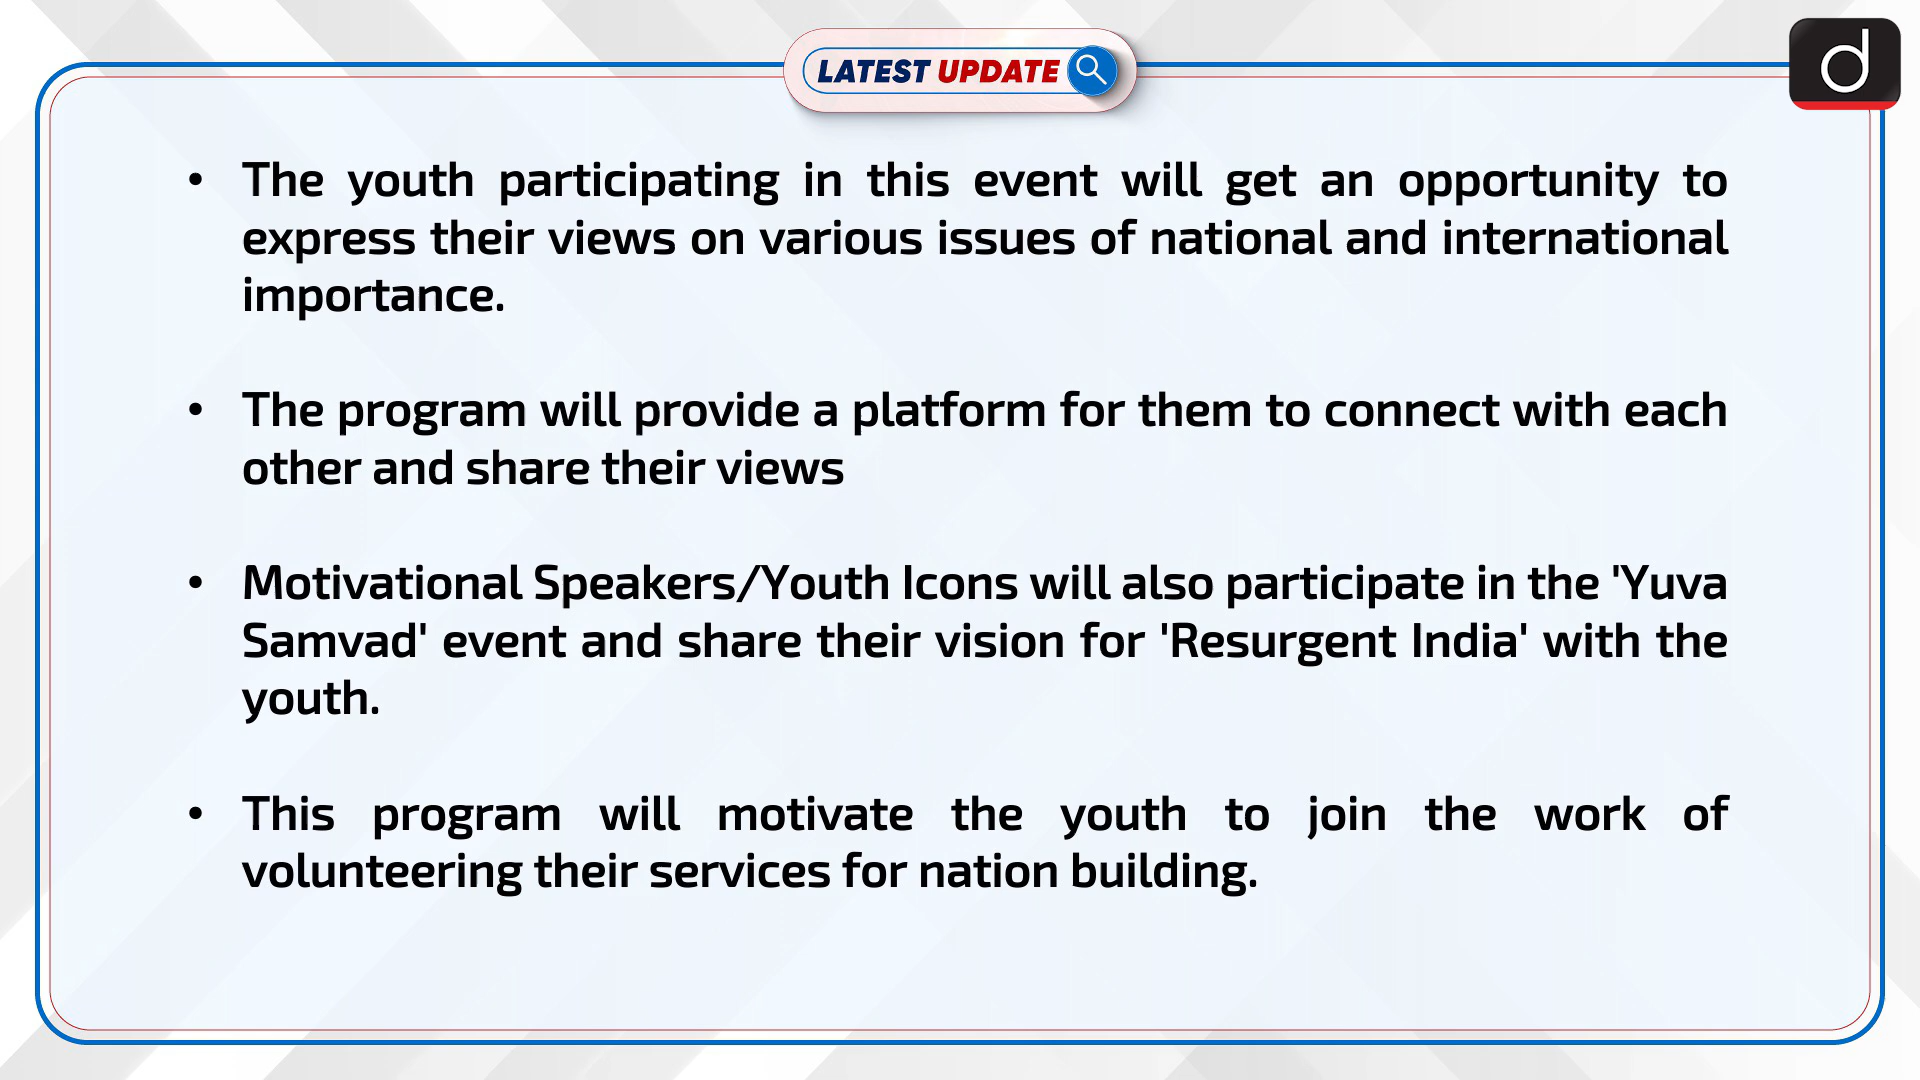 LATEST UPDATE
d
• The youth participating in this event will get an opportunity to
express their views on various issues of national and international
importance.
• The program will provide a platform for them to connect with each
other and share their views
• Motivational Speakers/Youth Icons will also participate in the 'Yuva
Samvad' event and share their vision for 'Resurgent India' with the
youth.
• This program will motivate the youth to join the work of
volunteering their services for nation building.